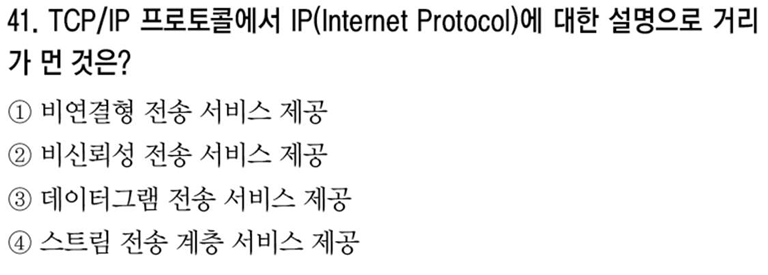 41. TCP/IP 프로토콜에서 IP(Internet Protocol)에 대한 설명으로 거리
가 먼 것은?
① 비연결형 전송 서비스 제공
② 비신뢰성 전송 서비스 제공
③ 데이터그램 전송 서비스 제공
④ 스트림 전송 계층 서비스 제공